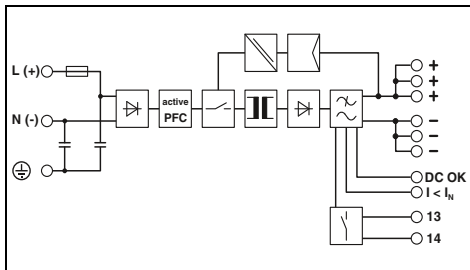 L (+)
N (-)
active
PFC
+
+
+
–
–
–
DC OK
I < IN
13
14